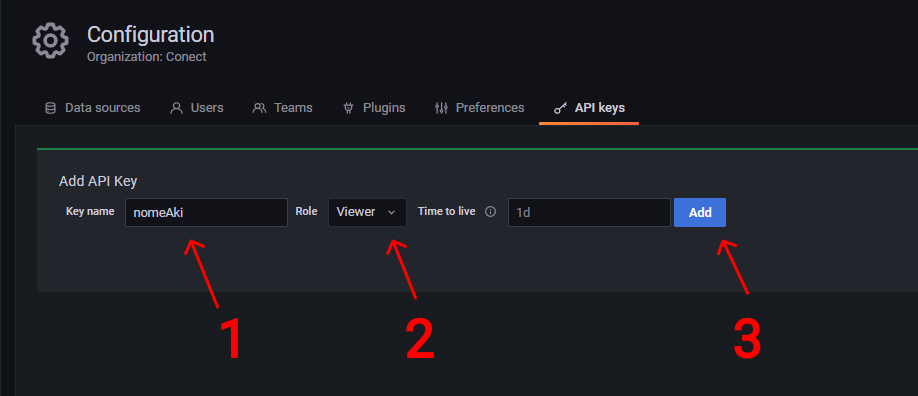 Configuration
Organization: Conect
Data sources Users Teams Plugins Preferences API keys
Add API Key
Key name nomeAki Role Viewer Time to live 1d Add
1 2 3